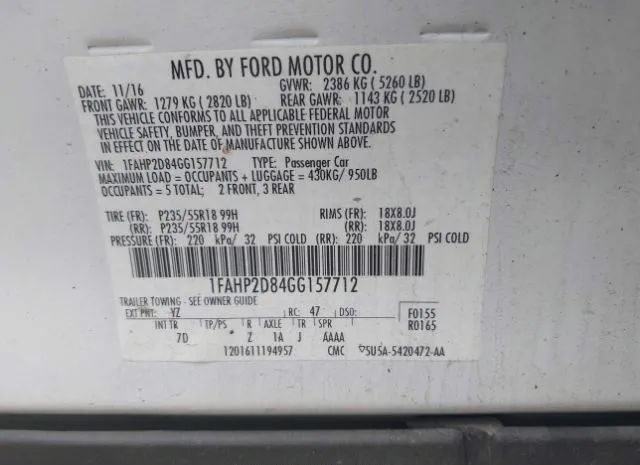 MFD. BY FORD MOTOR CO.
DATE: 11/16 GVWR: 2386 KG ( 5260 LB)
FRONT GAWR: 1279 KG ( 2820 LB) REAR GAWR: 1143 KG ( 2520 LB)
THIS VEHICLE CONFORMS TO ALL APPLICABLE FEDERAL MOTOR
VEHICLE SAFETY, BUMPER, AND THEFT PREVENTION STANDARDS
IN EFFECT ON THE DATE OF MANUFACTURE SHOWN ABOVE.
VIN: 1FAHP2D84GG157712 TYPE: Passenger Car
MAXIMUM LOAD = OCCUPANTS + LUGGAGE = 430KG/ 950LB
OCCUPANTS = 5 TOTAL; 2 FRONT, 3 REAR
TIRE (FR): P235/55R18 99H RIMS (FR): 18X8.0J
(RR): P235/55R18 99H (RR): 18X8.0J
PRESSURE (FR): 220 kPa/ 32 PSI COLD (RR): 220 kPa/ 32 PSI COLD
1FAHP2D84GG157712
TRAILER TOWING - SEE OWNER GUIDE
EXT PNT: YZ RC: 47 DSO: F0155
INT TR TP/PS R AXLE TR SPR R0165
7D Z 1A J AAAA
1201611194957 CMC 5U5A-5420472-AA